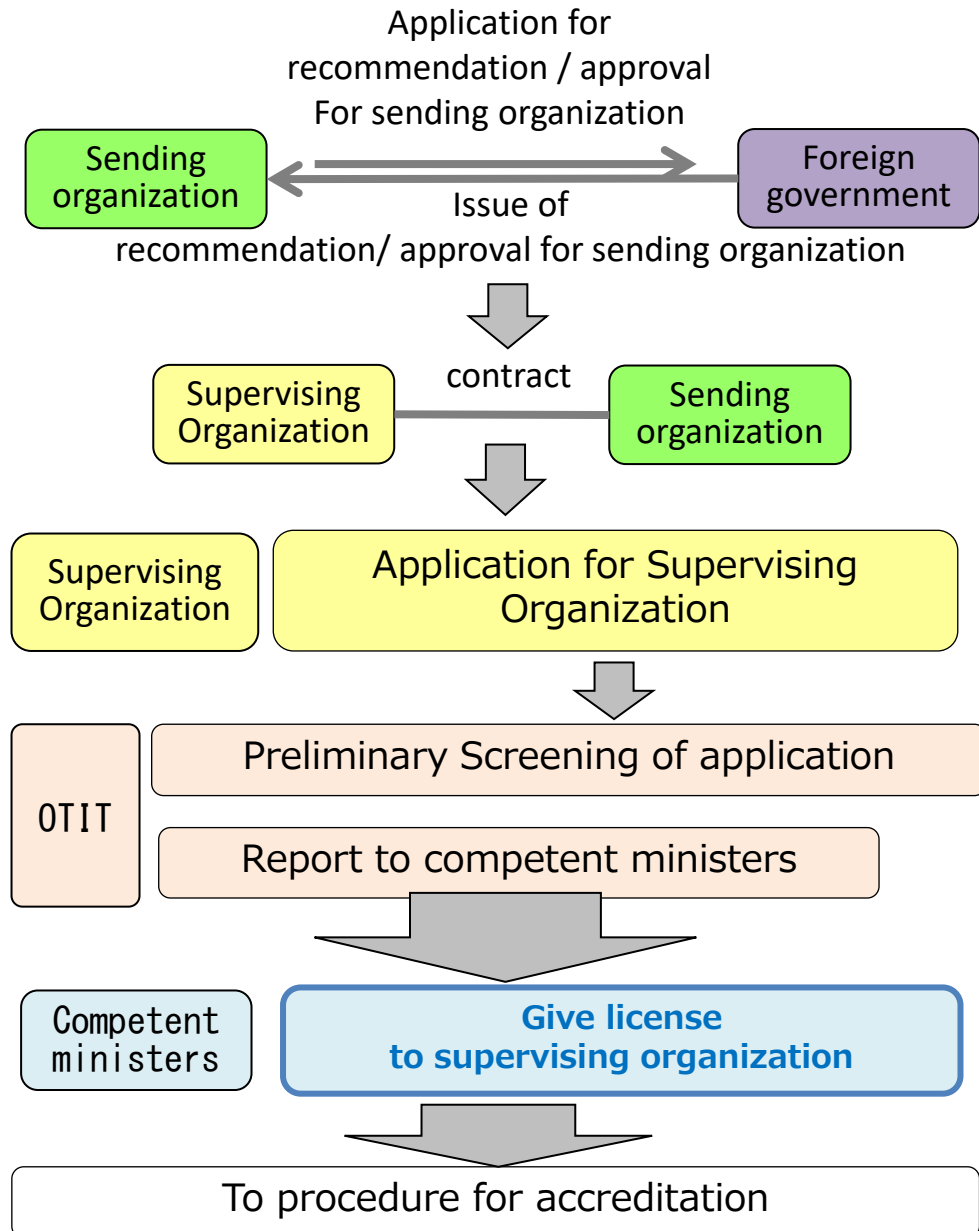 Application for
recommendation / approval
For sending organization
Sending
organization
Foreign
government
Issue of
recommendation/ approval for sending organization
Supervising
Organization
contract
Sending
organization
Supervising
Organization
Application for Supervising
Organization
OTIT
Preliminary Screening of application
Report to competent ministers
Competent
ministers
Give license
to supervising organization
To procedure for accreditation